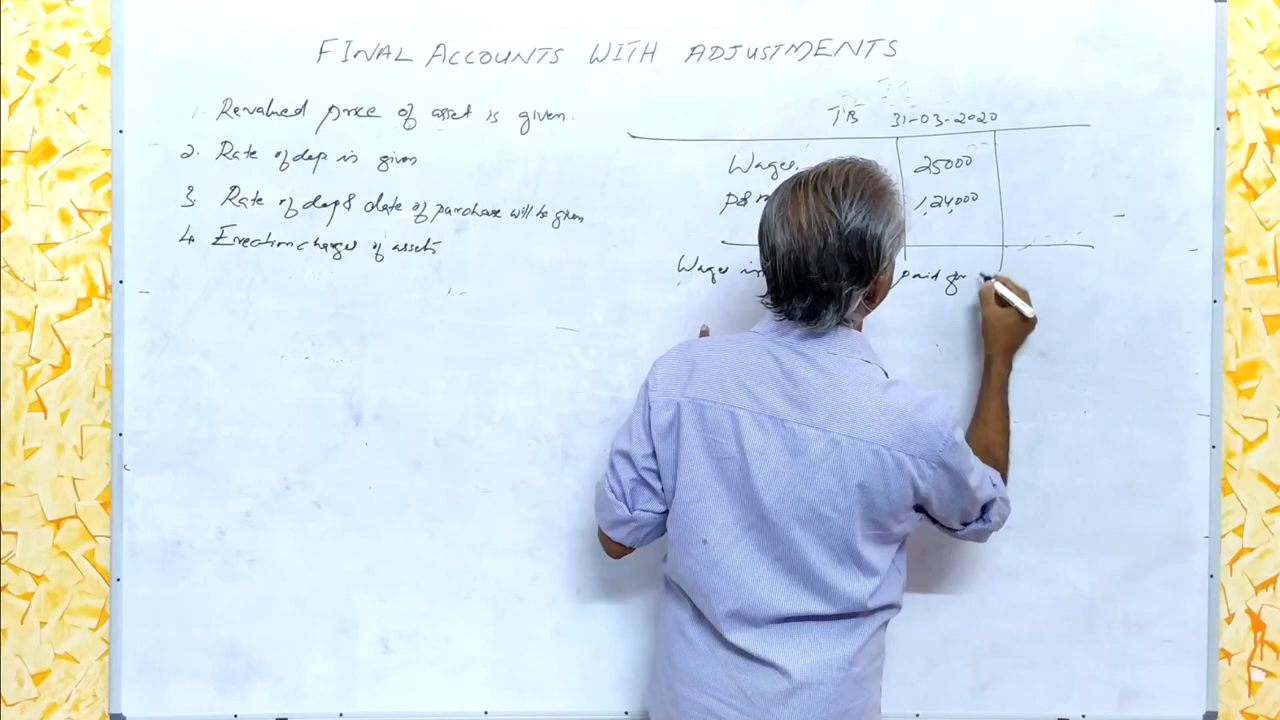 FINAL ACCOUNTS WITH ADJUSTMENTS
1. Revalued price of asset is given.
2. Rate of dep is given
3. Rate of dep & date of purchase will be given
4. Erection charges of assets
TB 31-03-2020
Wages 25000
P&M 1,24,000
Wages paid for